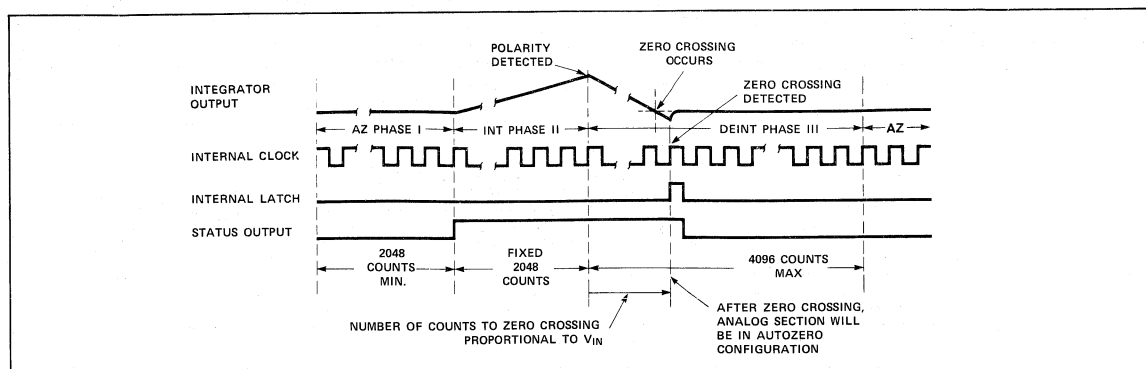 POLARITY
DETECTED
ZERO CROSSING
OCCURS
INTEGRATOR
OUTPUT
ZERO CROSSING
DETECTED
AZ PHASE I
INT PHASE II
DEINT PHASE III
AZ
INTERNAL CLOCK
INTERNAL LATCH
STATUS OUTPUT
2048
COUNTS
MIN.
FIXED
2048
COUNTS
4096 COUNTS
MAX
NUMBER OF COUNTS TO ZERO CROSSING
PROPORTIONAL TO VIN
AFTER ZERO CROSSING,
ANALOG SECTION WILL
BE IN AUTOZERO
CONFIGURATION